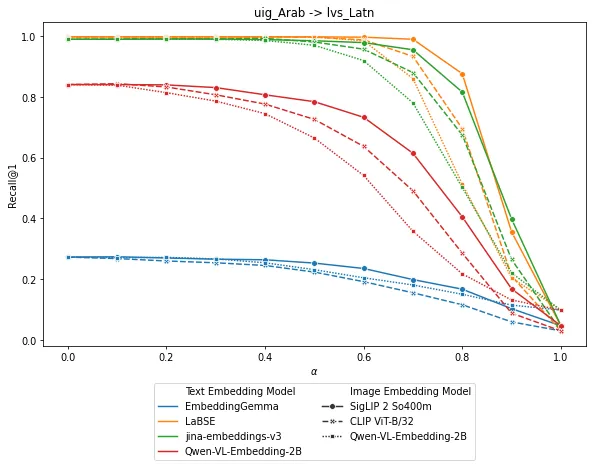 uig_Arab -> lvs_Latn
Recall@1
1.0
0.8
0.6
0.4
0.2
0.0
0.0 0.2 0.4 0.6 0.8 1.0
α
Text Embedding Model Image Embedding Model
EmbeddingGemma SigLIP 2 So400m
LaBSE CLIP ViT-B/32
jina-embeddings-v3 Qwen-VL-Embedding-2B
Qwen-VL-Embedding-2B